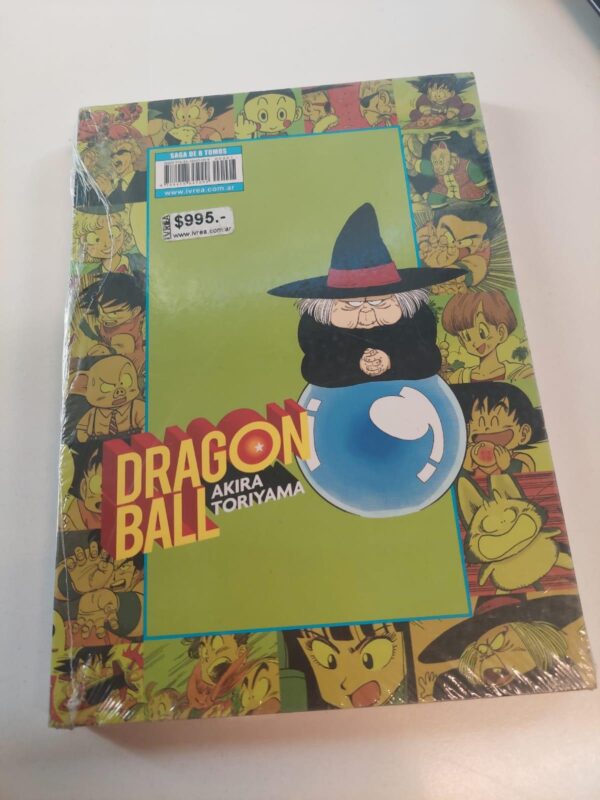 SAGA DE 8 TOMOS
www.ivrea.com.ar
IVREA
$995.-
www.ivrea.com.ar
DRAGON
BALL
AKIRA
TORIYAMA